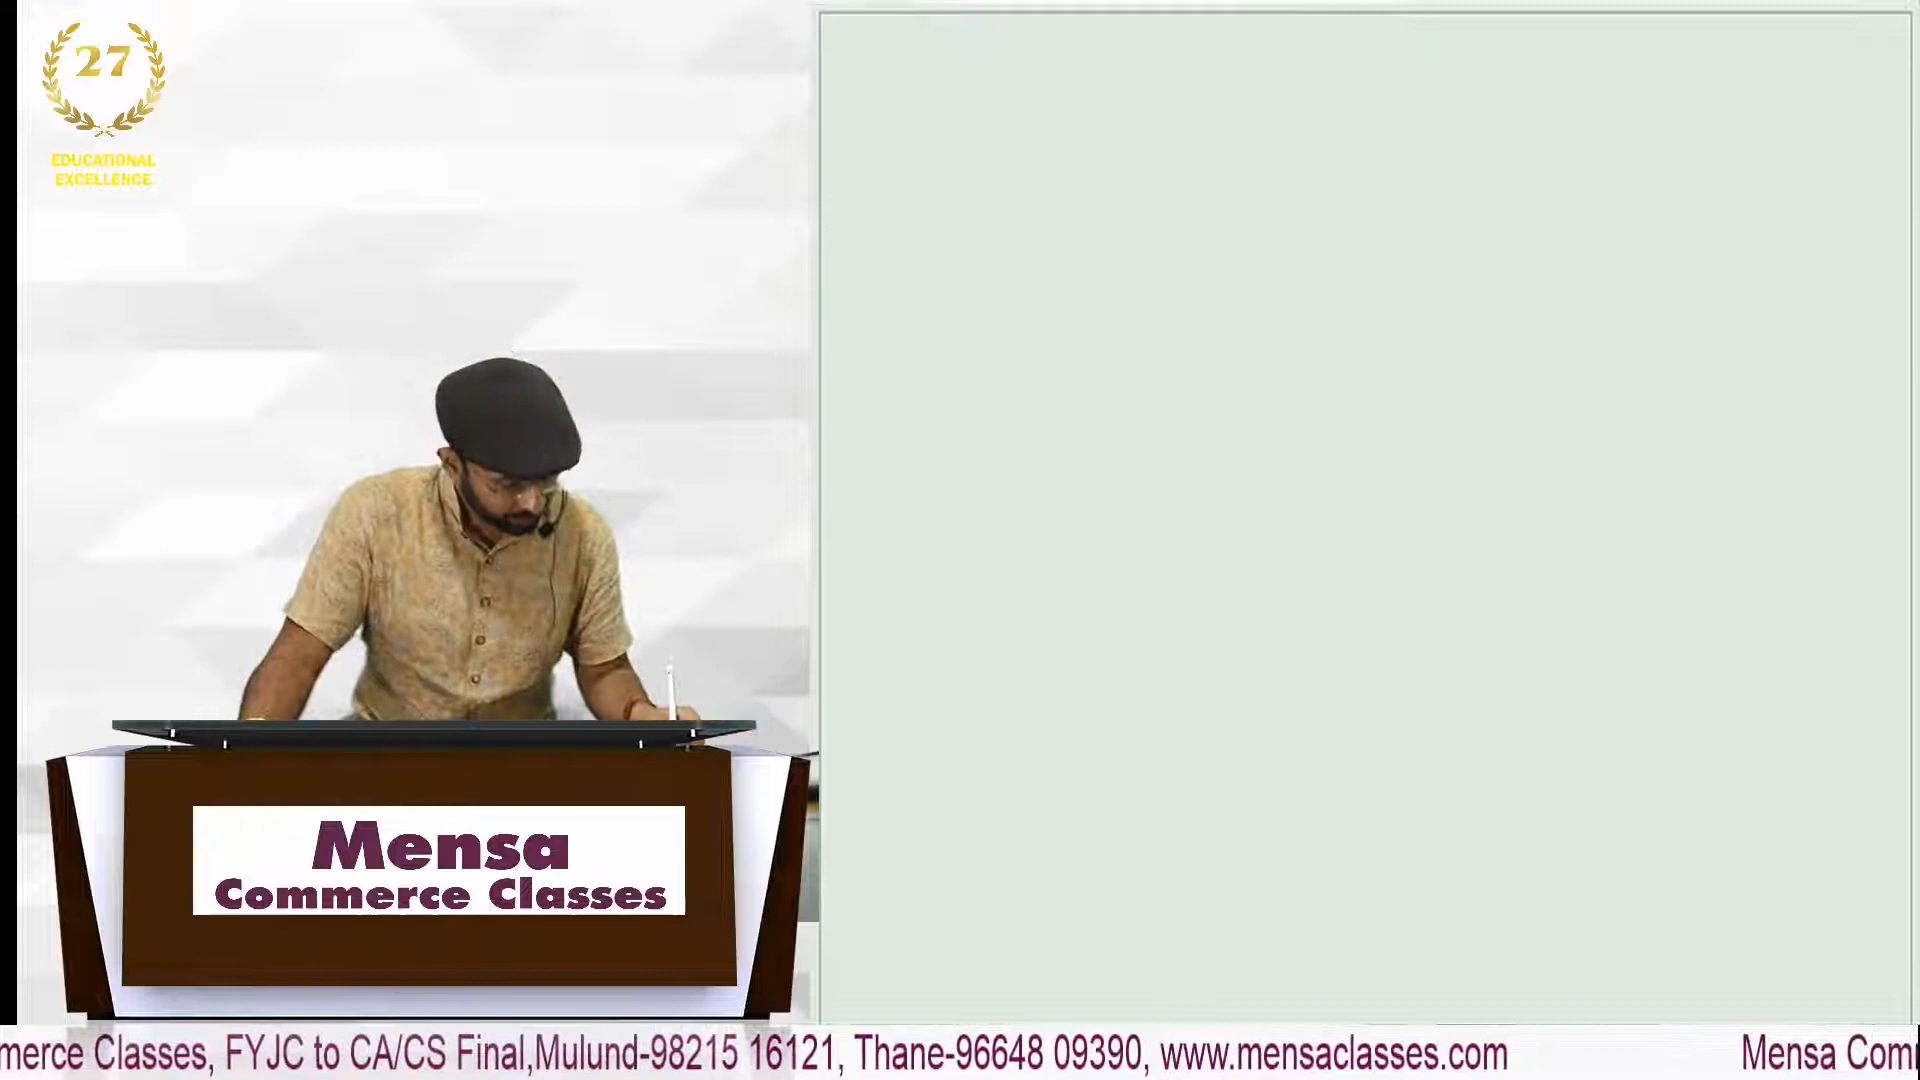 27
EDUCATIONAL
EXCELLENCE
Mensa
Commerce Classes
merce Classes, FYJC to CA/CS Final,Mulund-98215 16121, Thane-96648 09390, www.mensaclasses.com
Mensa Com